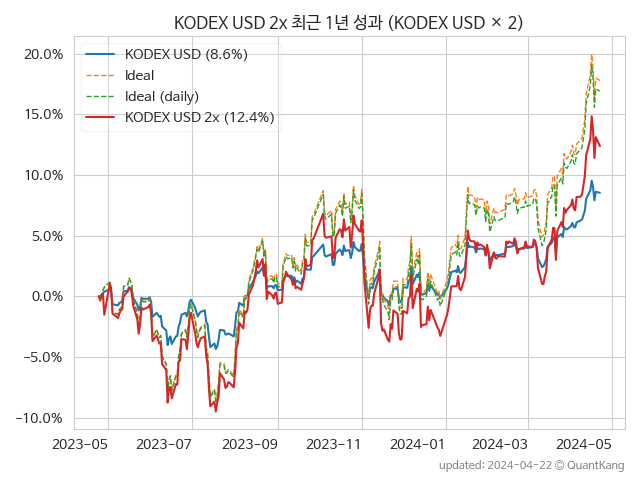 KODEX USD 2x 최근 1년 성과 (KODEX USD × 2)
20.0%
15.0%
10.0%
5.0%
0.0%
−5.0%
−10.0%
KODEX USD (8.6%)
Ideal
Ideal (daily)
KODEX USD 2x (12.4%)
2023-05 2023-07 2023-09 2023-11 2024-01 2024-03 2024-05
updated: 2024-04-22 © QuantKang